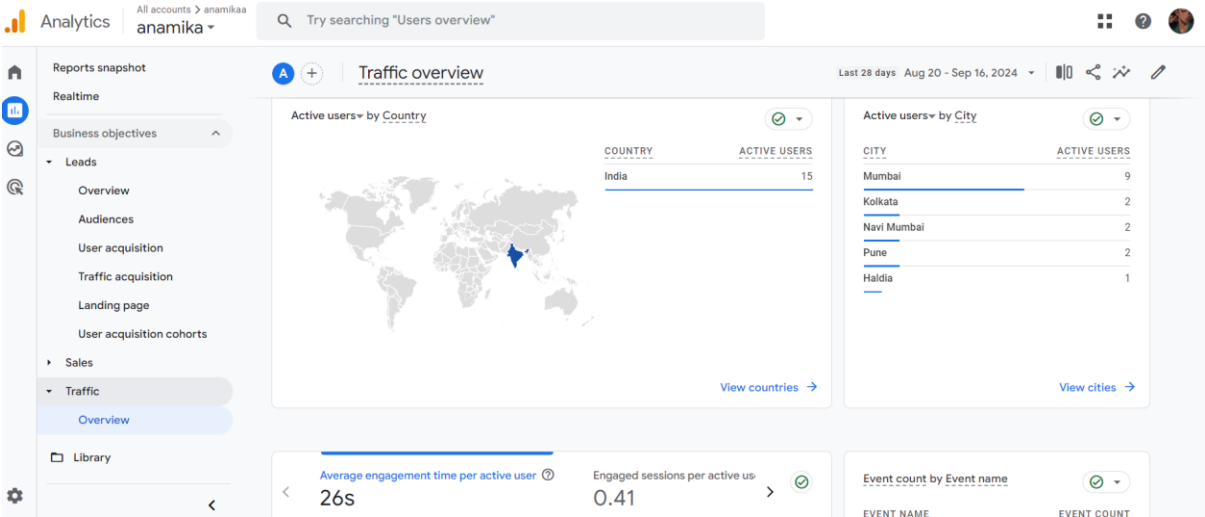 All accounts > anamikaa
Analytics
anamika
Try searching "Users overview"
Reports snapshot
Realtime
Business objectives
Leads
Overview
Audiences
User acquisition
Traffic acquisition
Landing page
User acquisition cohorts
Sales
Traffic
Overview
Library
A
Traffic overview
Last 28 days Aug 20 - Sep 16, 2024
Active users by Country
COUNTRY ACTIVE USERS
India 15
View countries
Active users by City
CITY ACTIVE USERS
Mumbai 9
Kolkata 2
Navi Mumbai 2
Pune 2
Haldia 1
View cities
Average engagement time per active user
26s
Engaged sessions per active us
0.41
Event count by Event name
EVENT NAME EVENT COUNT